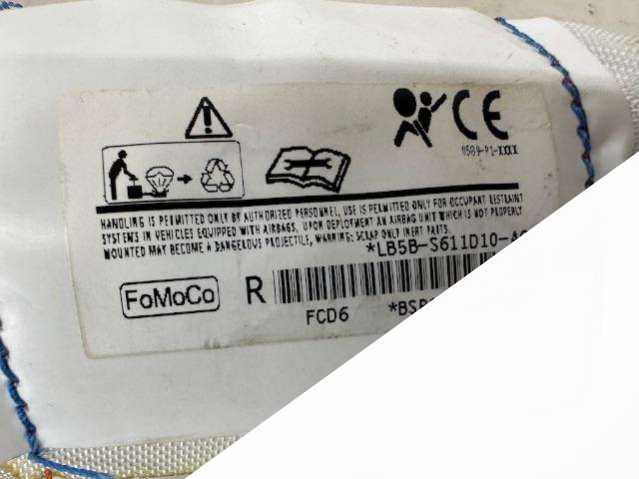 CE
0589-P1-XXXX
HANDLING IS PERMITTED ONLY BY AUTHORIZED PERSONNEL, USE IS PERMITTED ONLY FOR OCCUPANT RESTRAINT
SYSTEMS IN VEHICLES EQUIPPED WITH AIRBAGS, UPON DEPLOYMENT AN AIRBAG UNIT WHICH IS NOT PROPERLY
MOUNTED MAY BECOME A DANGEROUS PROJECTILE, WARNING: SCRAP ONLY INERT PARTS.
*LB5B-S611D10-
FoMoCo
R
FCD6